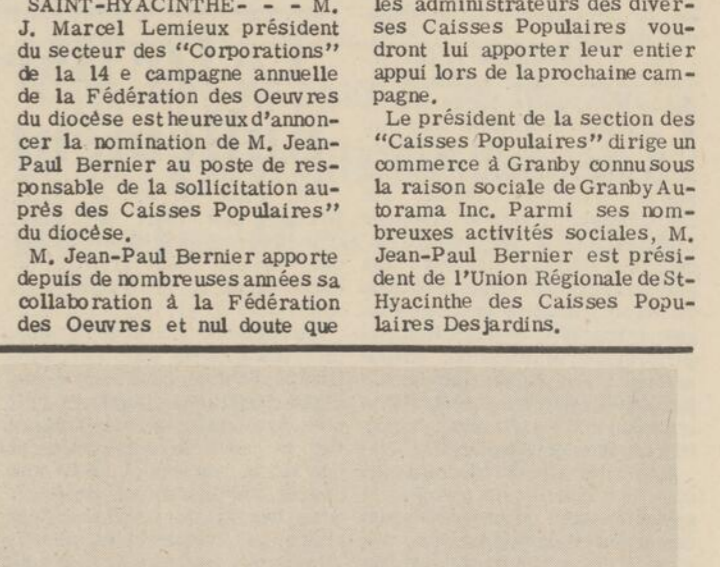 SAINT-HYACINTHE- - - M.
J. Marcel Lemieux président
du secteur des "Corporations"
de la 14 e campagne annuelle
de la Fédération des Oeuvres
du diocèse est heureux d'annon-
cer la nomination de M. Jean-
Paul Bernier au poste de res-
ponsable de la sollicitation au-
près des Caisses Populaires"
du diocèse.
M. Jean-Paul Bernier apporte
depuis de nombreuses années sa
collaboration à la Fédération
des Oeuvres et nul doute que
les administrateurs des diver-
ses Caisses Populaires vou-
dront lui apporter leur entier
appui lors de la prochaine cam-
pagne.
Le président de la section des
"Caisses Populaires" dirige un
commerce à Granby connu sous
la raison sociale de Granby Au-
torama Inc. Parmi ses nom-
breuxes activités sociales, M.
Jean-Paul Bernier est prési-
dent de l'Union Régionale de St-
Hyacinthe des Caisses Popu-
laires Desjardins.